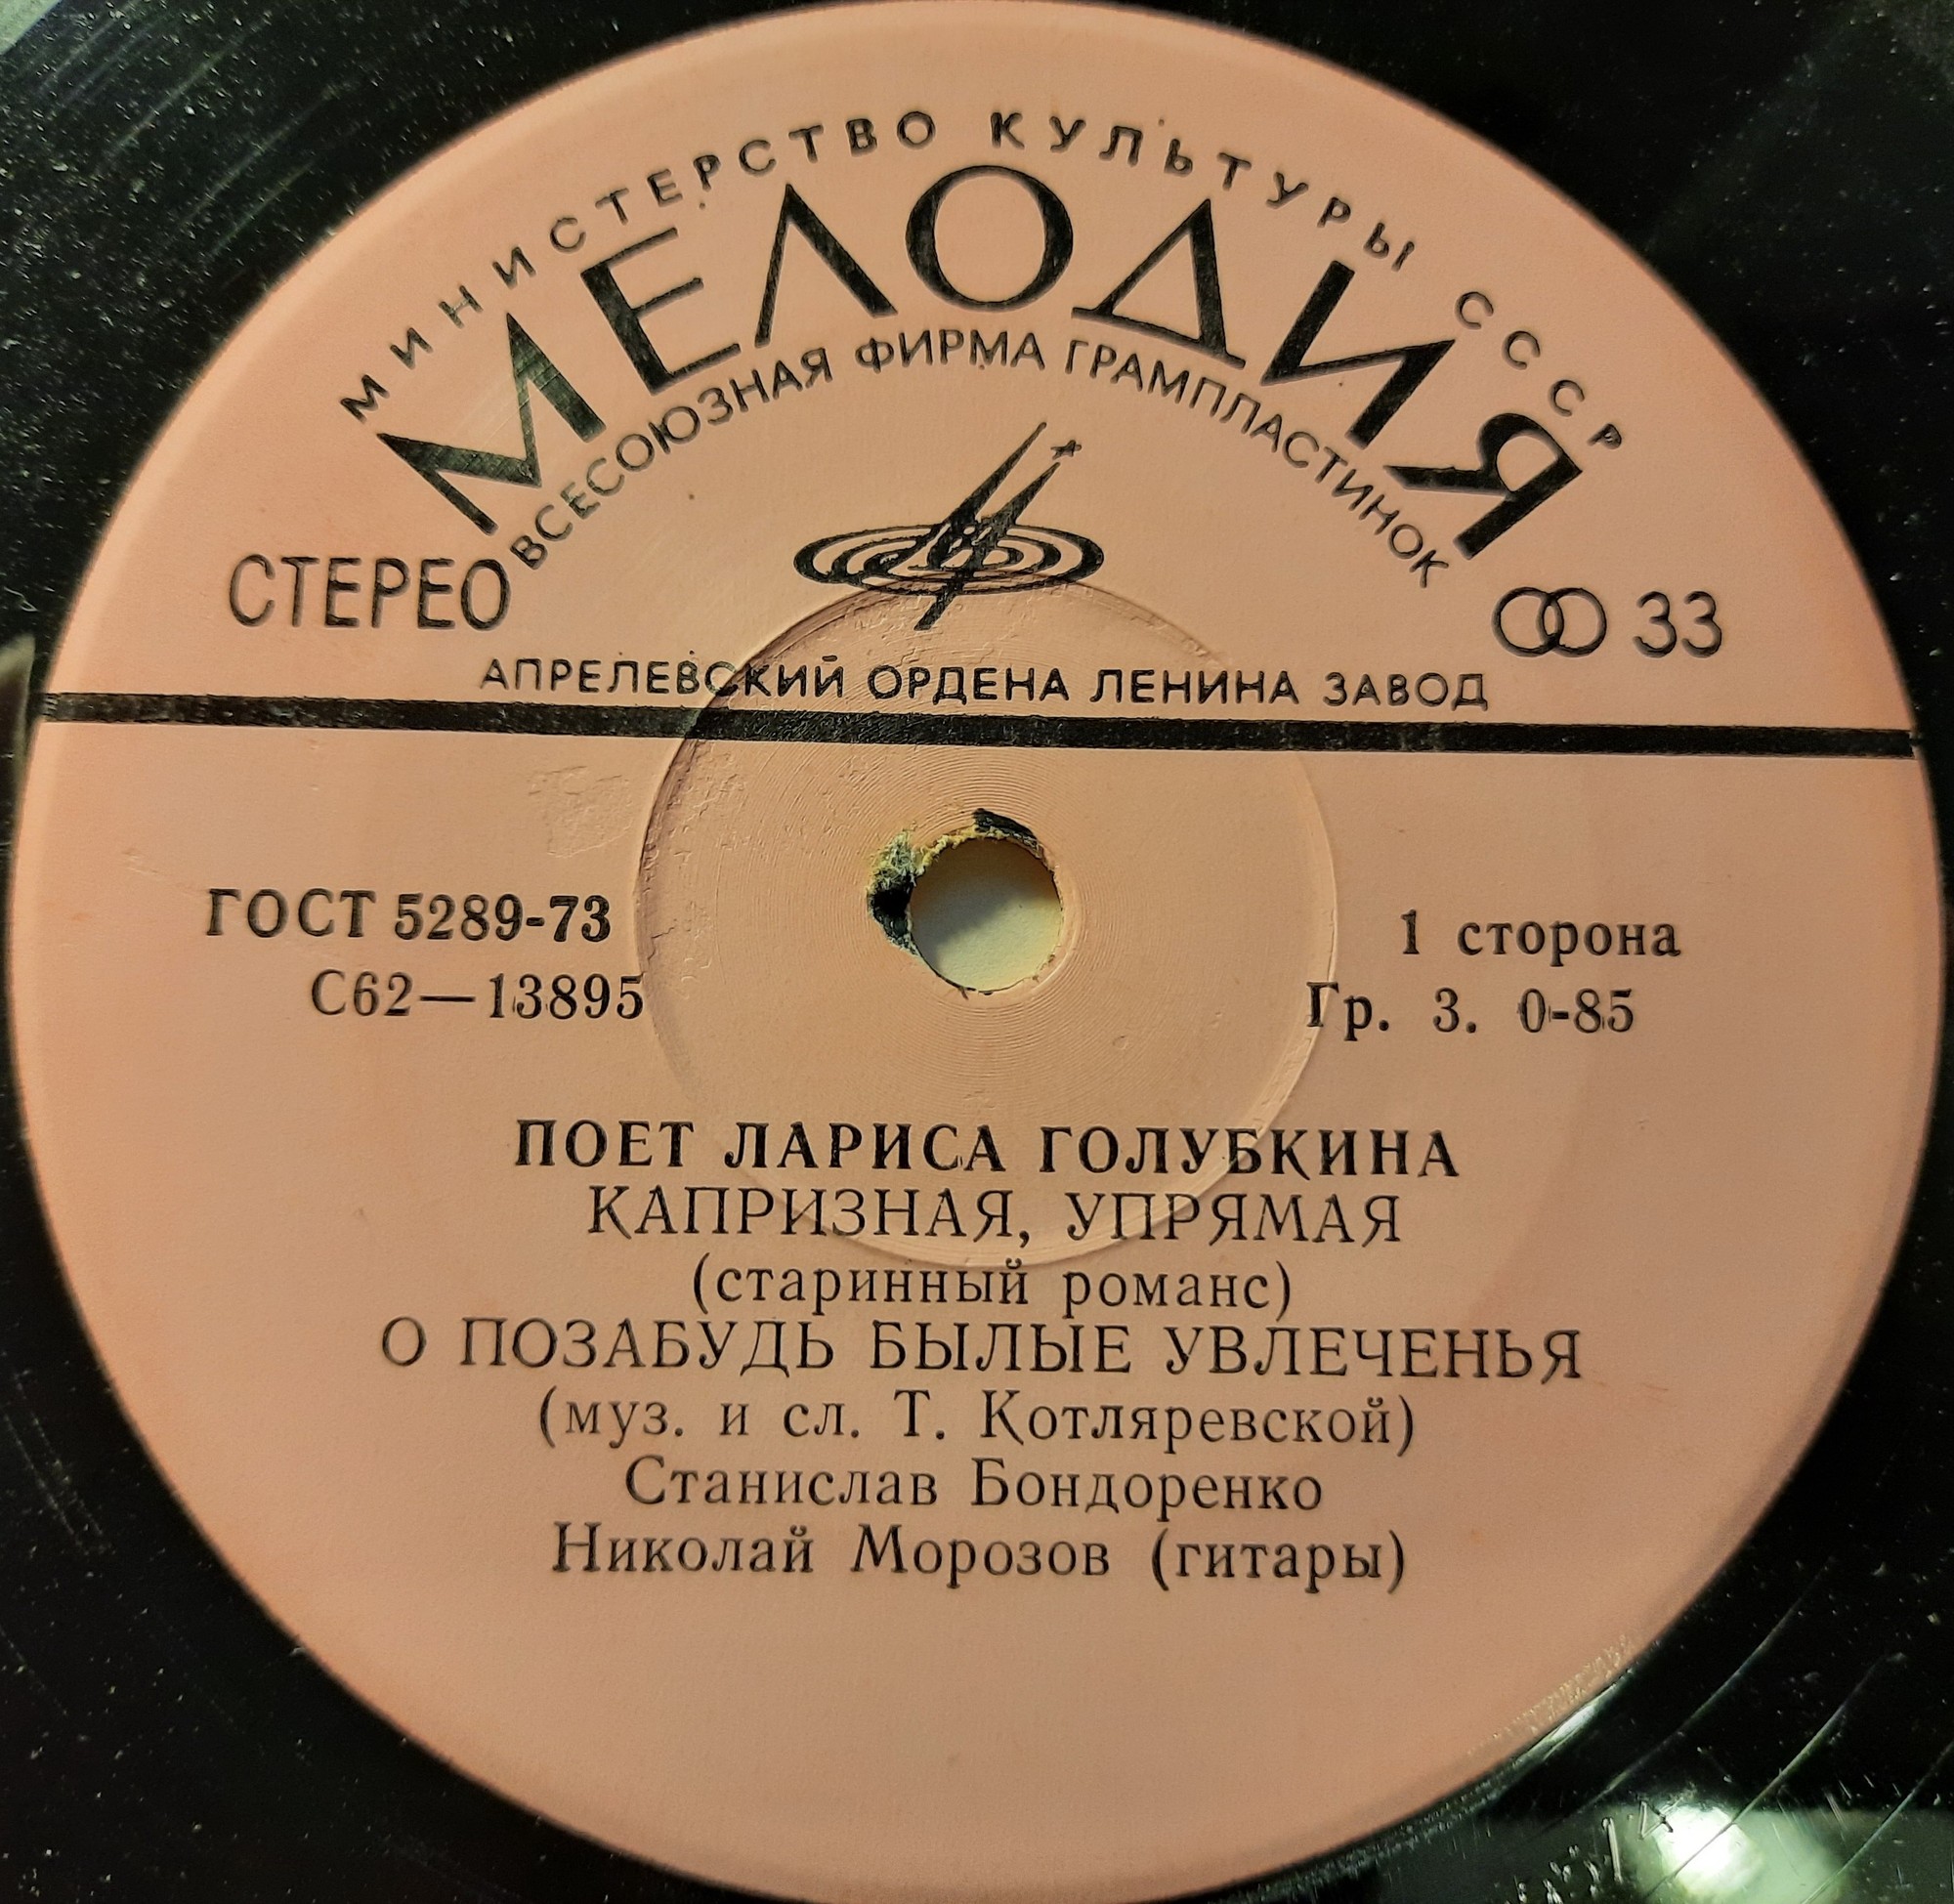 МИНИСТЕРСТВО КУЛЬТУРЫ СССР
МЕЛОДИЯ
ВСЕСОЮЗНАЯ ФИРМА ГРАМПЛАСТИНОК
СТЕРЕО
33
АПРЕЛЕВСКИЙ ОРДЕНА ЛЕНИНА ЗАВОД
ГОСТ 5289-73
1 сторона
С62—13895
Гр. 3. 0-85
ПОЕТ ЛАРИСА ГОЛУБКИНА
КАПРИЗНАЯ, УПРЯМАЯ
(старинный романс)
О ПОЗАБУДЬ БЫЛЫЕ УВЛЕЧЕНЬЯ
(муз. и сл. Т. Котляревской)
Станислав Бондоренко
Николай Морозов (гитары)